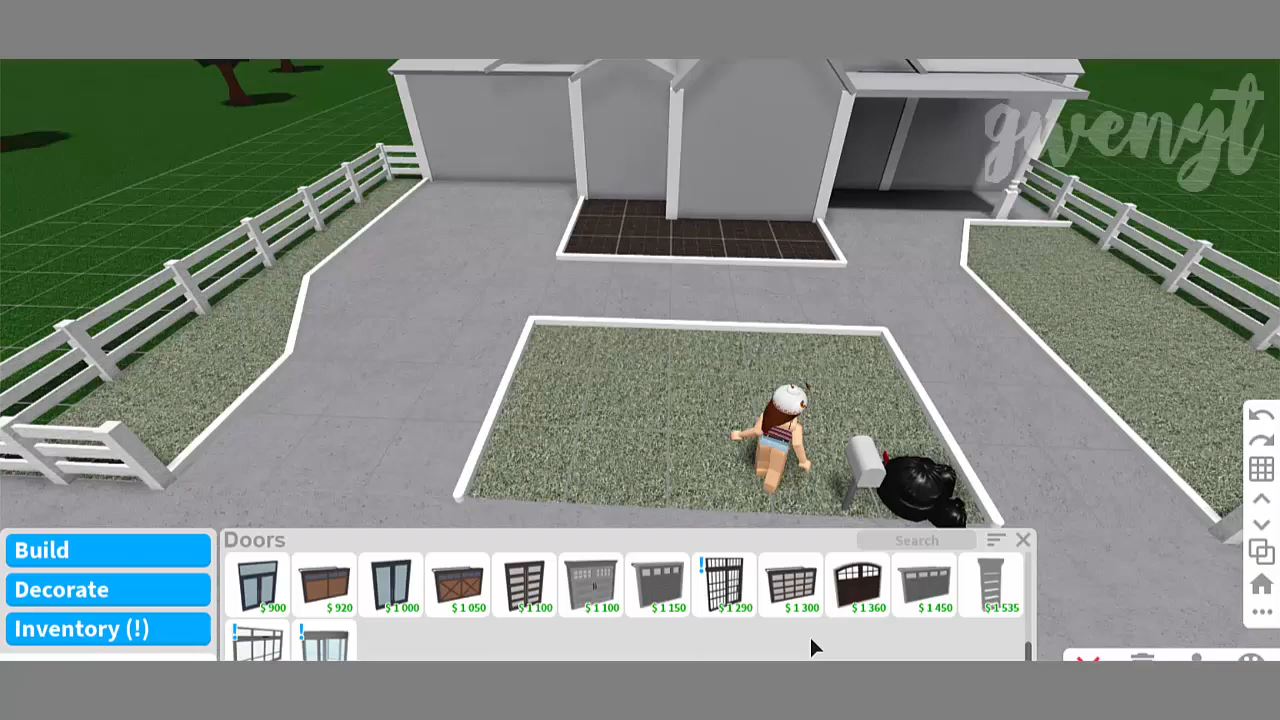 gwenyt
Build
Decorate
Inventory (!)
Doors
Search
$ 900
$ 920
$ 1 000
$ 1 050
$ 1 100
$ 1 100
$ 1 150
! $ 1 290
$ 1 300
$ 1 360
$ 1 450
$ 1 535
!
!